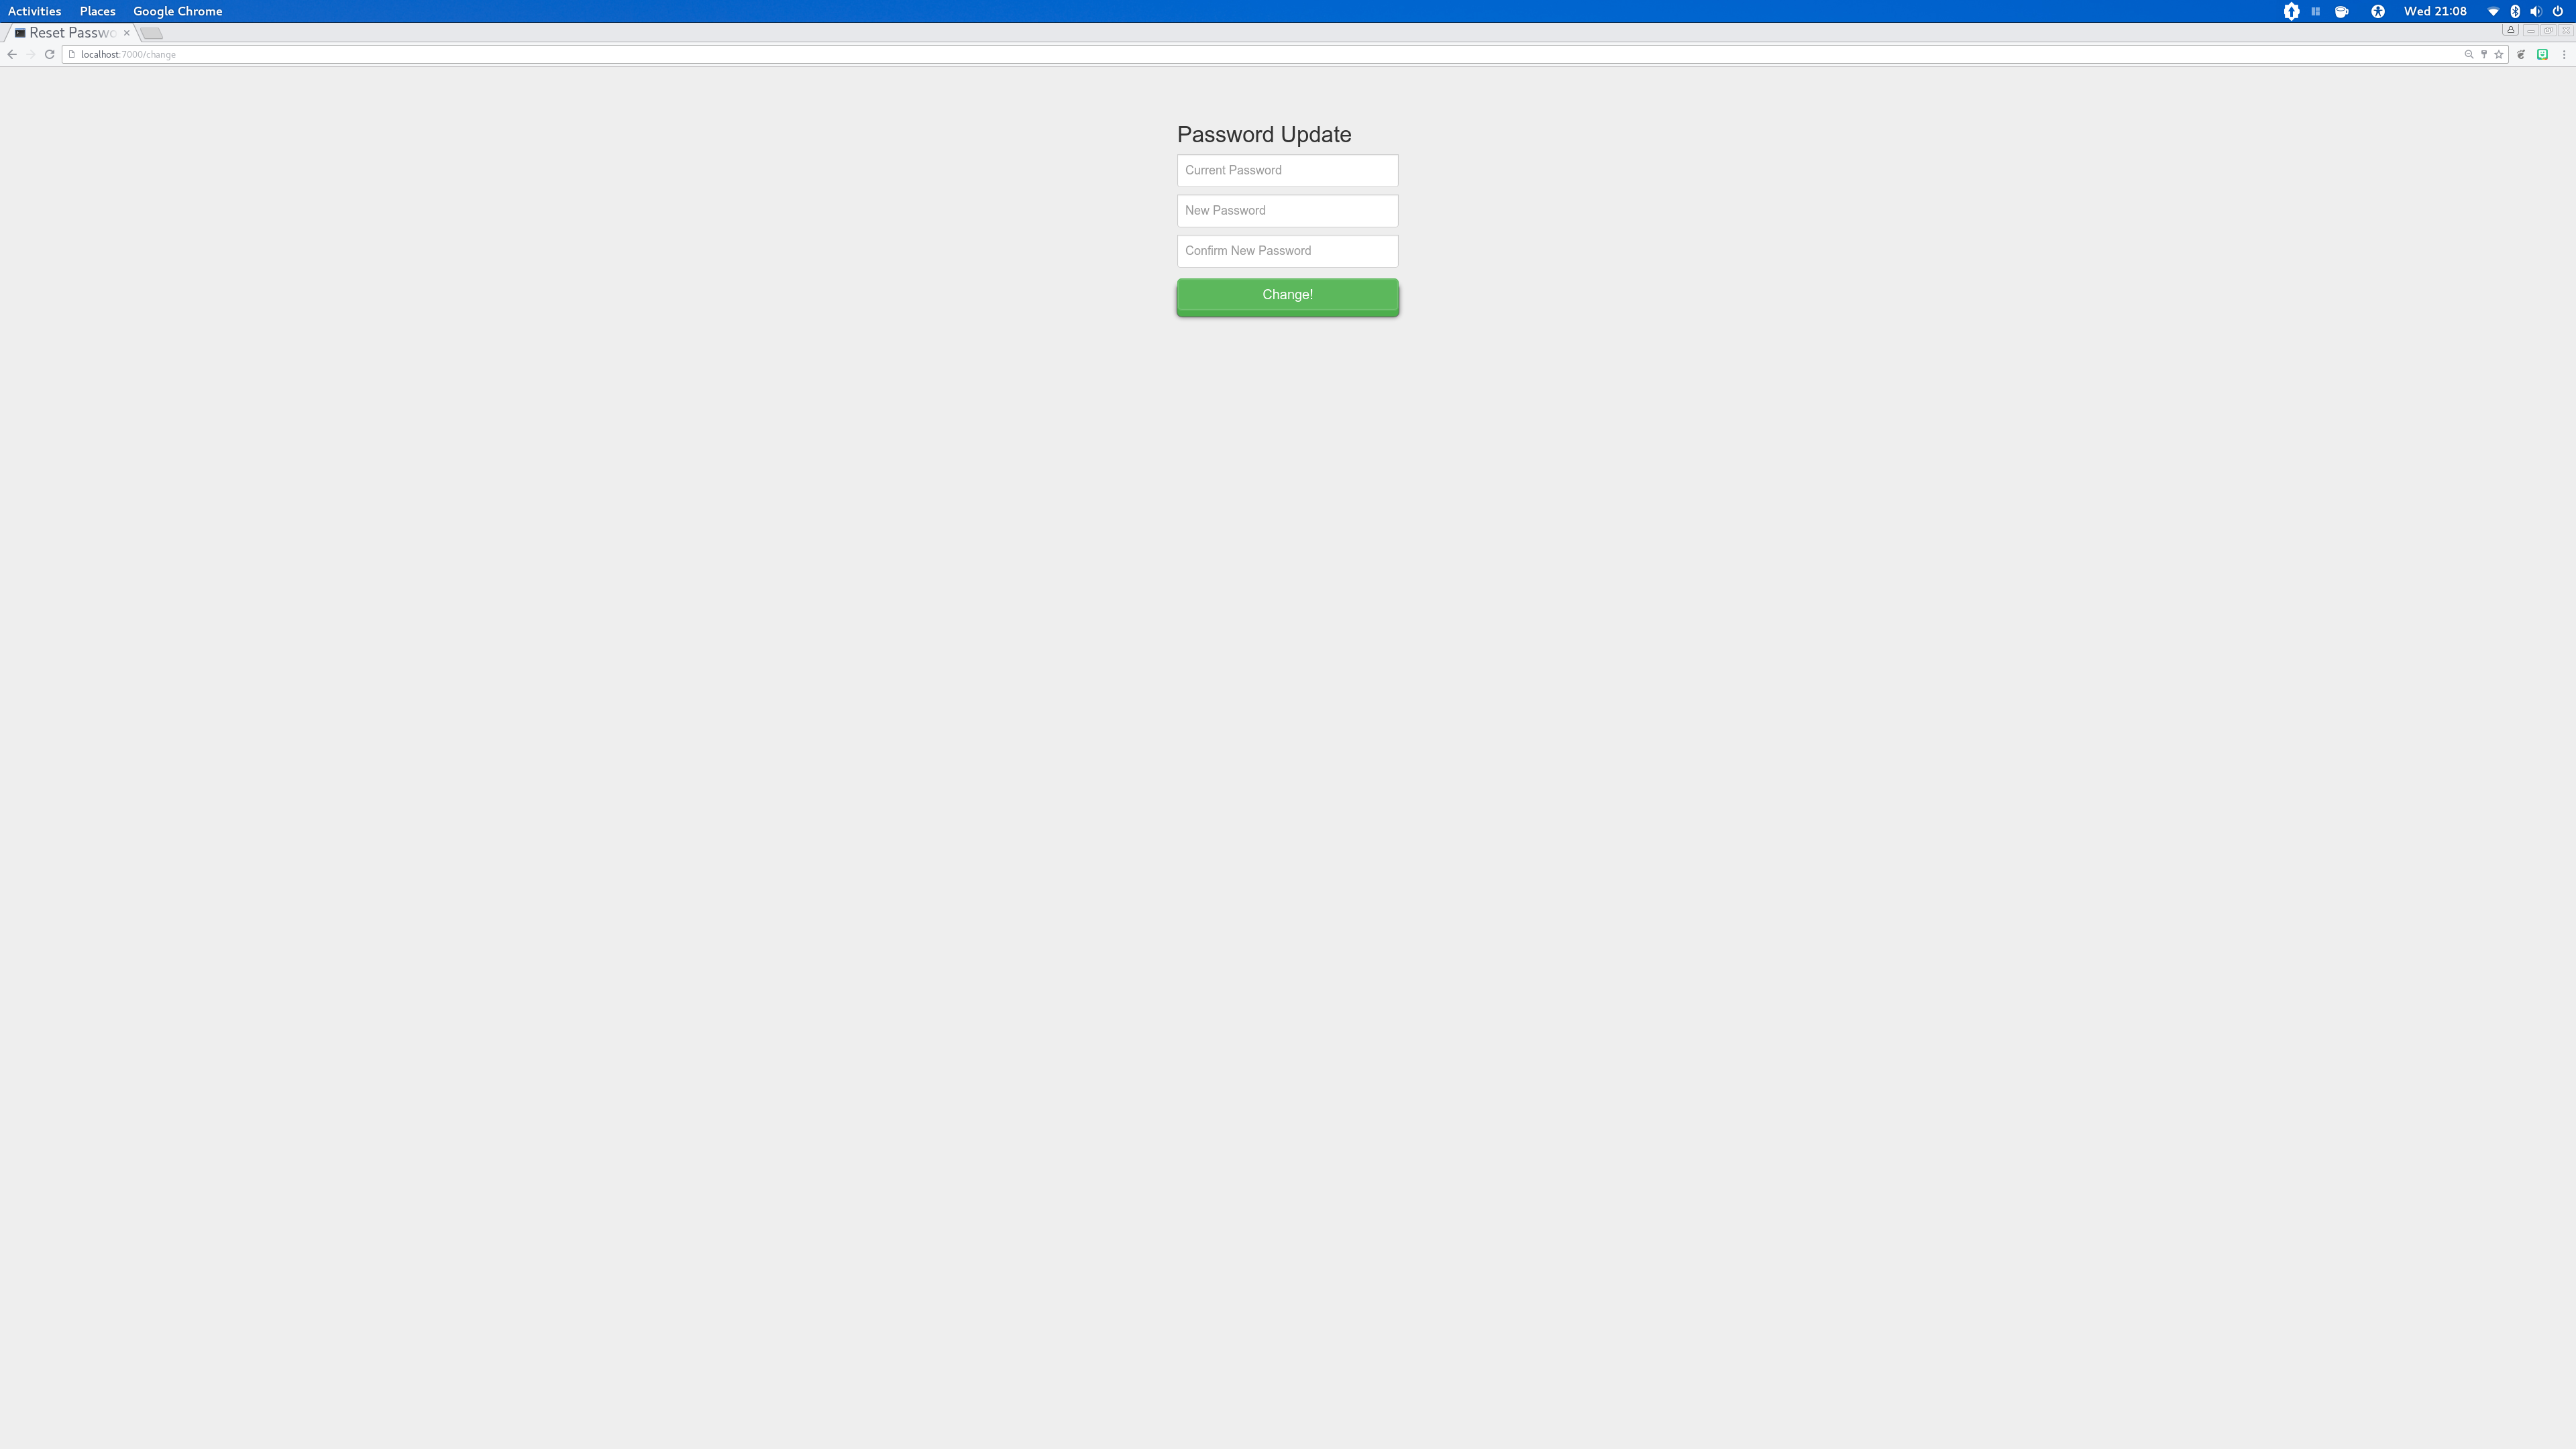 Activities Places Google Chrome Wed 21:08
Reset Passwo
localhost:7000/change
Password Update
Current Password
New Password
Confirm New Password
Change!